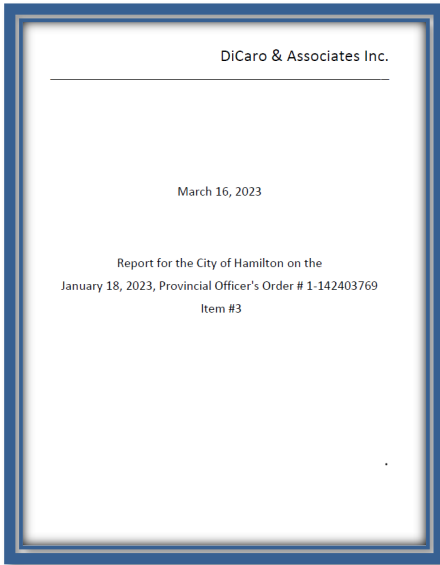 DiCaro & Associates Inc.
March 16, 2023
Report for the City of Hamilton on the
January 18, 2023, Provincial Officer's Order # 1-142403769
Item #3
.